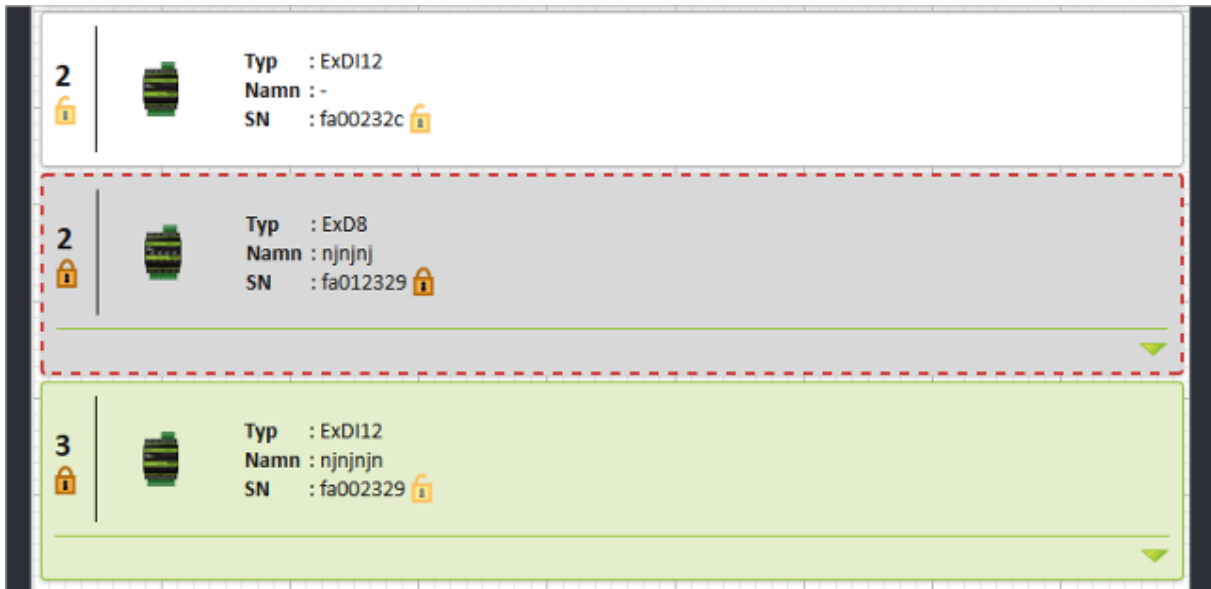 2
Typ : ExDI12
Namn : -
SN : fa00232c
2
Typ : ExD8
Namn : njnjnj
SN : fa012329
3
Typ : ExDI12
Namn : njnjnjn
SN : fa002329